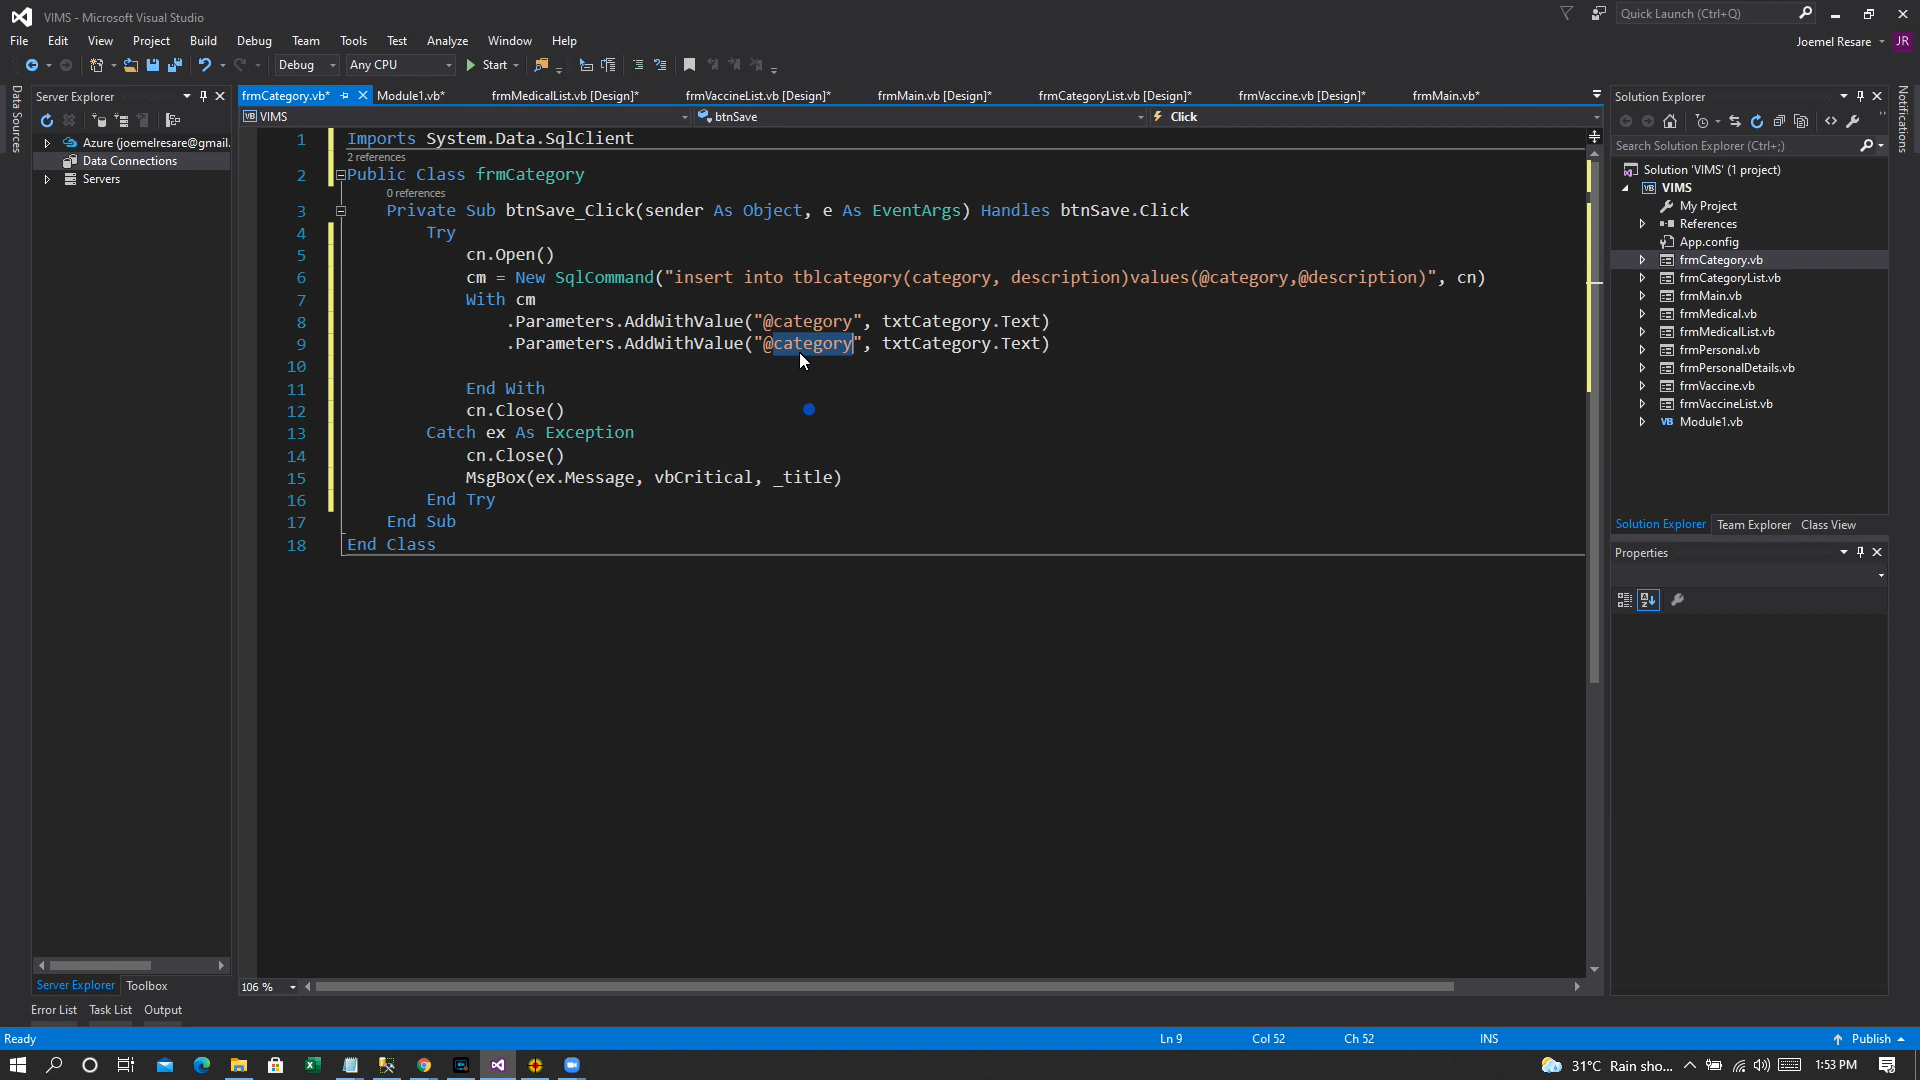 VIMS - Microsoft Visual Studio
Quick Launch (Ctrl+Q)
File Edit View Project Build Debug Team Tools Test Analyze Window Help
Joemel Resare JR
Debug Any CPU Start
Data Sources
Server Explorer
Azure (joemelresare@gmail.
Data Connections
Servers
frmCategory.vb* Module1.vb* frmMedicalList.vb [Design]* frmVaccineList.vb [Design]* frmMain.vb [Design]* frmCategoryList.vb [Design]* frmVaccine.vb [Design]* frmMain.vb*
VIMS btnSave Click
1 Imports System.Data.SqlClient
2 references
2 Public Class frmCategory
0 references
3 Private Sub btnSave_Click(sender As Object, e As EventArgs) Handles btnSave.Click
4 Try
5 cn.Open()
6 cm = New SqlCommand("insert into tblcategory(category, description)values(@category,@description)", cn)
7 With cm
8 .Parameters.AddWithValue("@category", txtCategory.Text)
9 .Parameters.AddWithValue("@category", txtCategory.Text)
10
11 End With
12 cn.Close()
13 Catch ex As Exception
14 cn.Close()
15 MsgBox(ex.Message, vbCritical, _title)
16 End Try
17 End Sub
18 End Class
106 %
Solution Explorer
Search Solution Explorer (Ctrl+;)
Solution 'VIMS' (1 project)
VB VIMS
My Project
References
App.config
frmCategory.vb
frmCategoryList.vb
frmMain.vb
frmMedical.vb
frmMedicalList.vb
frmPersonal.vb
frmPersonalDetails.vb
frmVaccine.vb
frmVaccineList.vb
VB Module1.vb
Solution Explorer Team Explorer Class View
Properties
Notifications
Server Explorer Toolbox
Error List Task List Output
Ready Ln 9 Col 52 Ch 52 INS Publish
31°C Rain sho... 1:53 PM